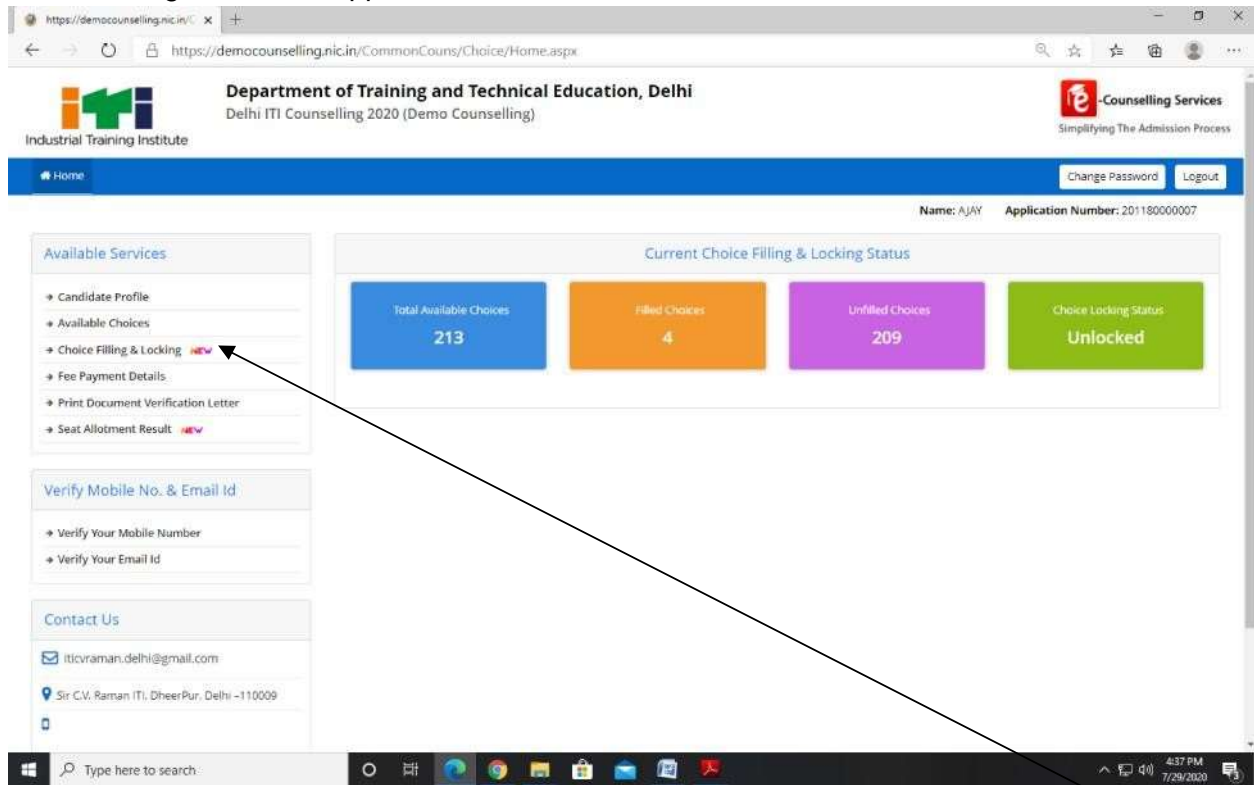 https://democounselling.nic.in/C
https://democounselling.nic.in/CommonCouns/Choice/Home.aspx
Industrial Training Institute
Department of Training and Technical Education, Delhi
Delhi ITI Counselling 2020 (Demo Counselling)
e-Counselling Services
Simplifying The Admission Process
Home
Change Password
Logout
Name: AJAY Application Number: 201180000007
Available Services
Candidate Profile
Available Choices
Choice Filling & Locking NEW
Fee Payment Details
Print Document Verification Letter
Seat Allotment Result NEW
Current Choice Filling & Locking Status
Total Available Choices
213
Filled Choices
4
Unfilled Choices
209
Choice Locking Status
Unlocked
Verify Mobile No. & Email Id
Verify Your Mobile Number
Verify Your Email Id
Contact Us
iticvraman.delhi@gmail.com
Sir C.V. Raman ITI, DheerPur, Delhi -110009
Type here to search
4:37 PM
7/29/2020